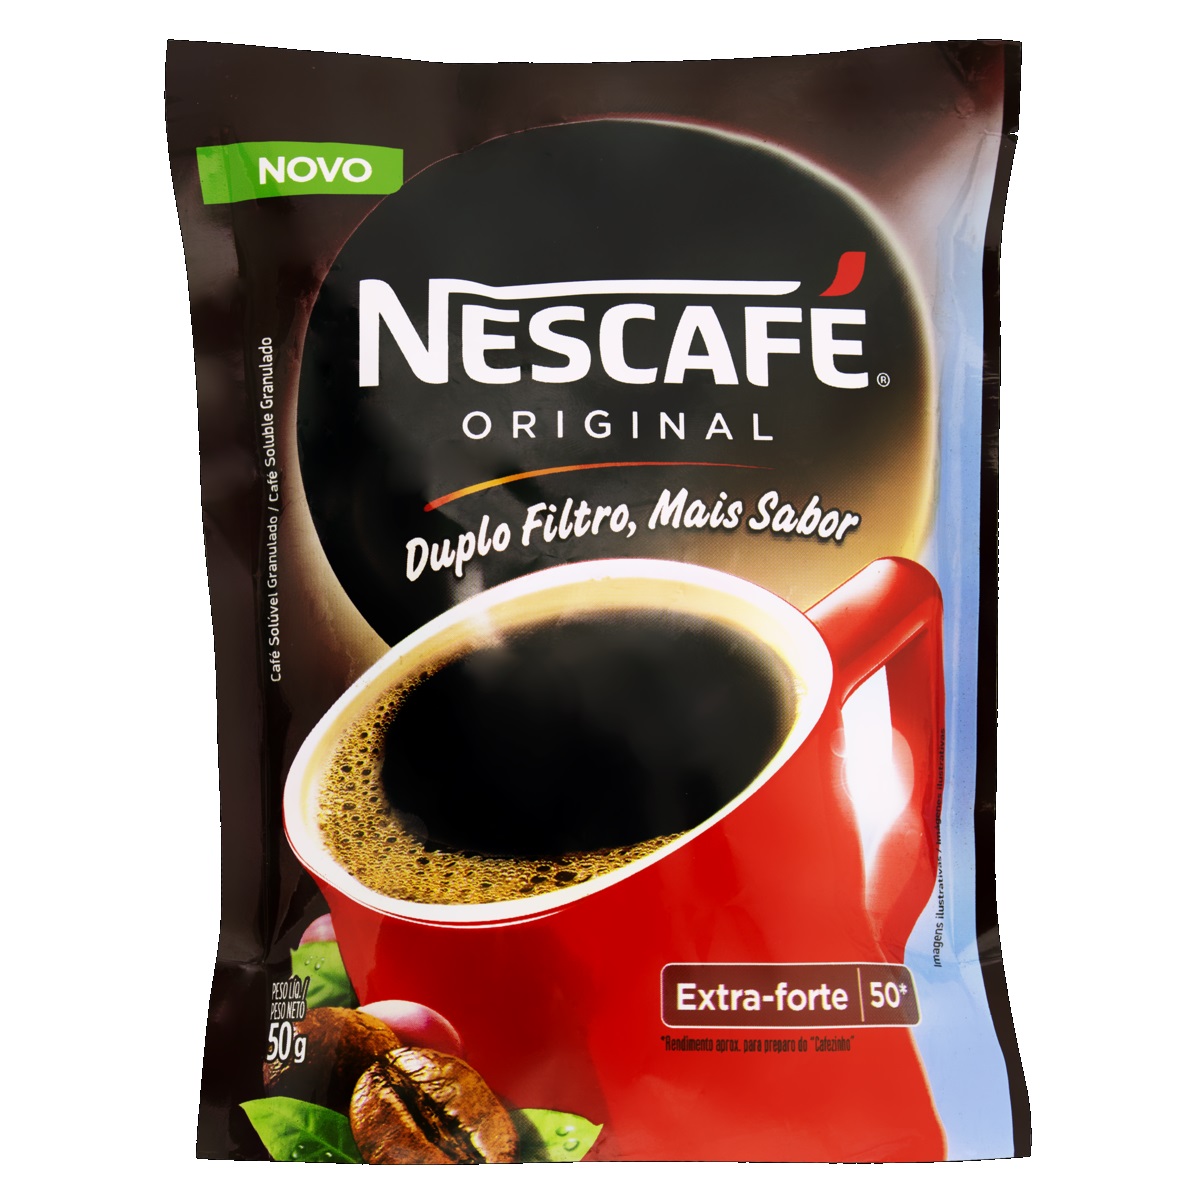 NOVO
NESCAFÉ®
ORIGINAL
Duplo Filtro, Mais Sabor
Café Solúvel Granulado / Café Soluble Granulado
Imagens ilustrativas / Imágenes ilustrativas
Extra-forte 50*
*Rendimento aprox. para preparo do "Cafezinho"
PESO LÍQ./
PESO NETO
50 g